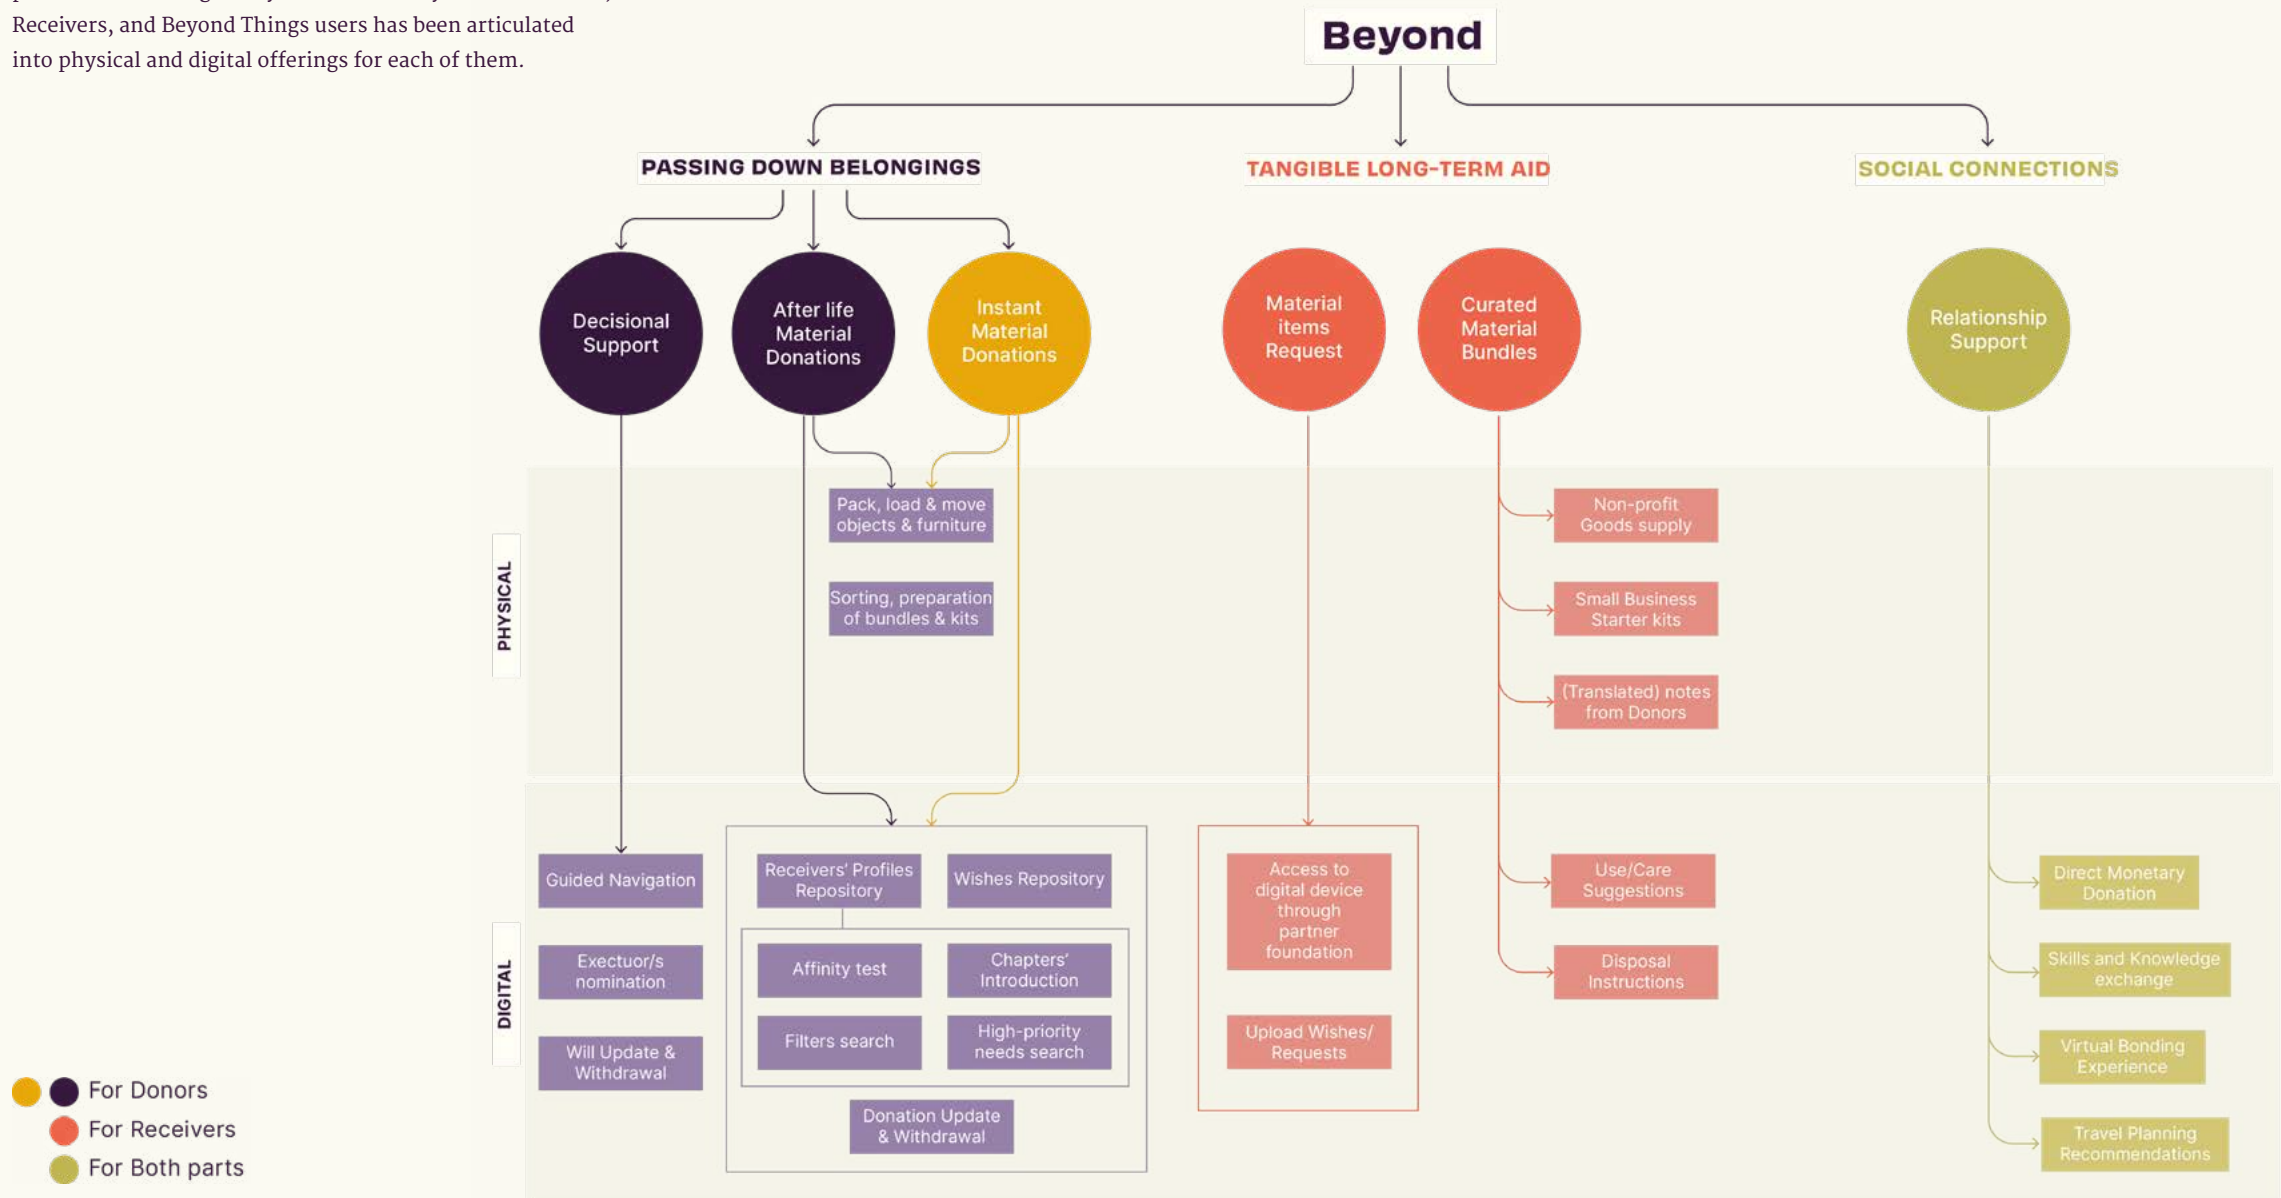 Receivers, and Beyond Things users has been articulated
into physical and digital offerings for each of them.
Beyond
PASSING DOWN BELONGINGS
TANGIBLE LONG-TERM AID
SOCIAL CONNECTIONS
Decisional
Support
After life
Material
Donations
Instant
Material
Donations
Material
items
Request
Curated
Material
Bundles
Relationship
Support
PHYSICAL
Pack, load & move
objects & furniture
Sorting, preparation
of bundles & kits
Non-profit
Goods supply
Small Business
Starter kits
(Translated) notes
from Donors
DIGITAL
Guided Navigation
Exectuor/s
nomination
Will Update &
Withdrawal
Receivers' Profiles
Repository
Wishes Repository
Affinity test
Chapters'
Introduction
Filters search
High-priority
needs search
Donation Update
& Withdrawal
Access to
digital device
through
partner
foundation
Upload Wishes/
Requests
Use/Care
Suggestions
Disposal
Instructions
Direct Monetary
Donation
Skills and Knowledge
exchange
Virtual Bonding
Experience
Travel Planning
Recommendations
For Donors
For Receivers
For Both parts